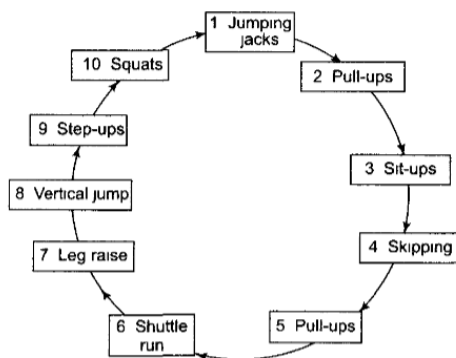 1 Jumping
jacks
2 Pull-ups
3 Sit-ups
4 Skipping
5 Pull-ups
6 Shuttle
run
7 Leg raise
8 Vertical jump
9 Step-ups
10 Squats